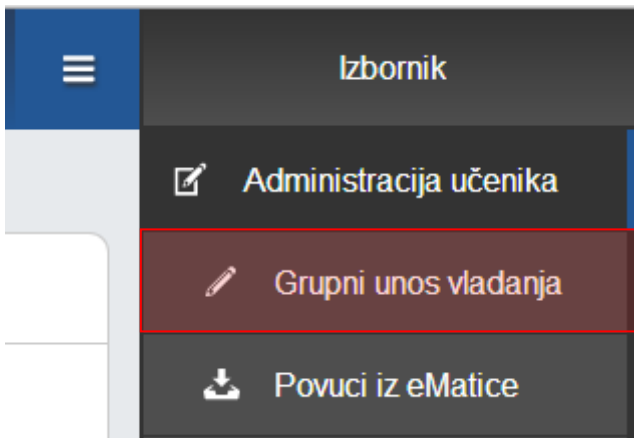 Izbornik
Administracija učenika
Grupni unos vladanja
Povuci iz eMatice